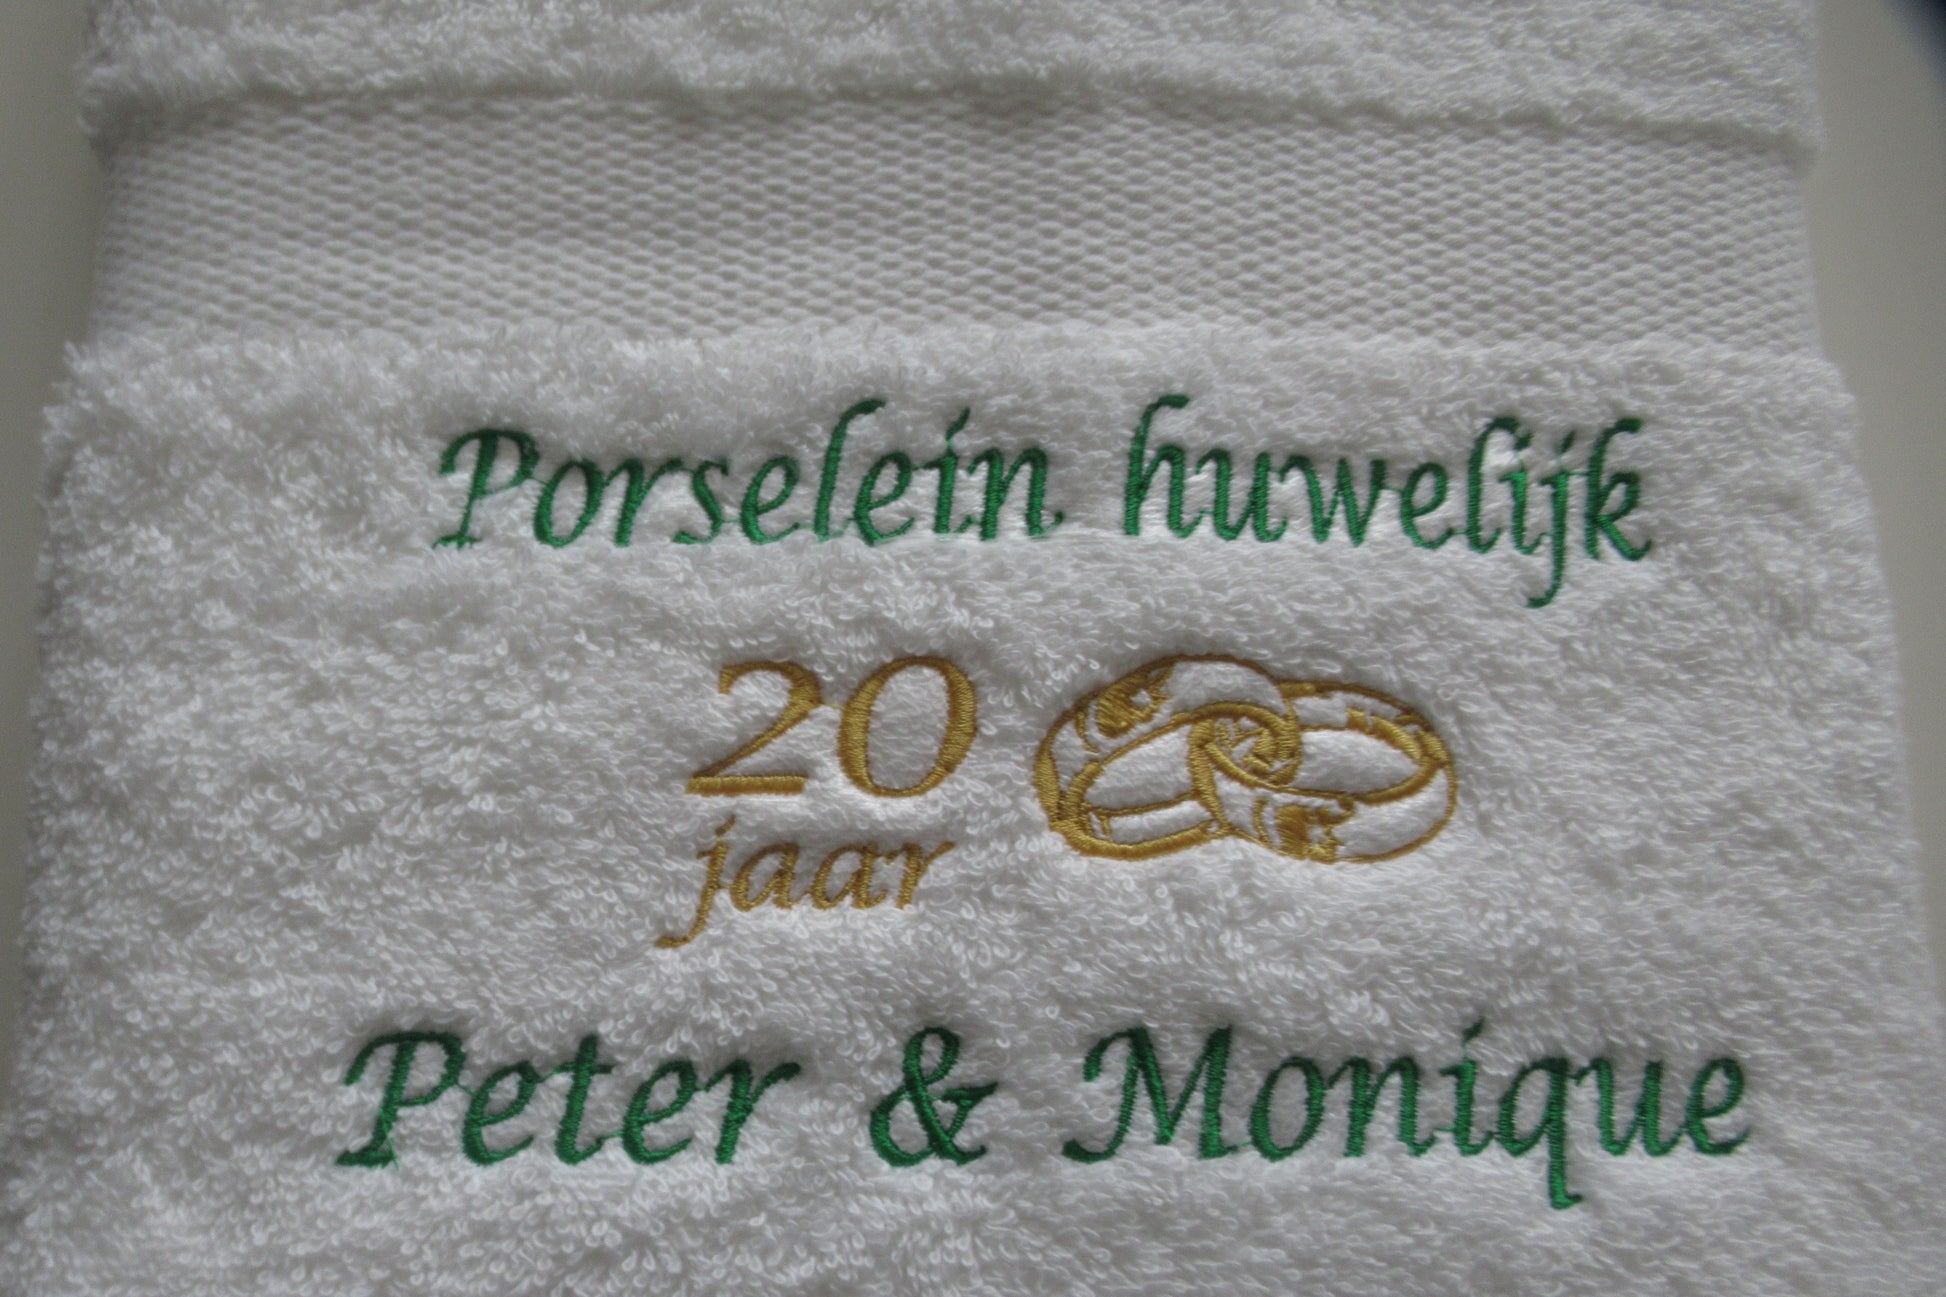 Porselein huwelijk
20
jaar
Peter & Monique